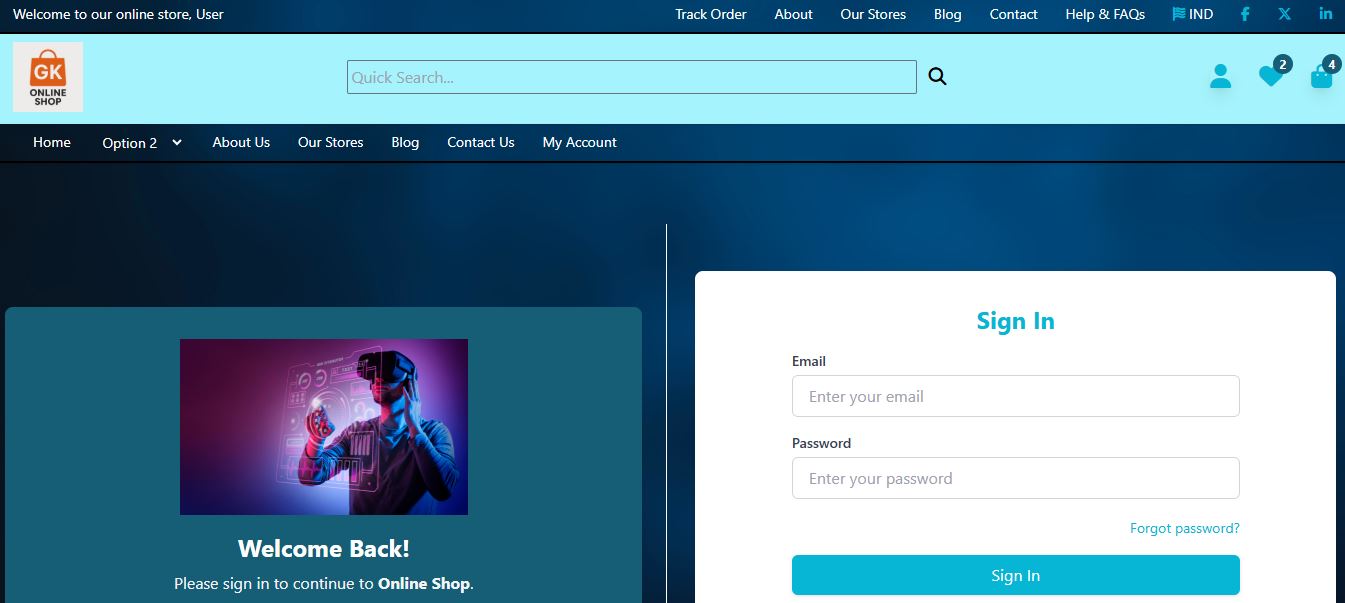 Welcome to our online store, User
Track Order About Our Stores Blog Contact Help & FAQs IND
GK
ONLINE
SHOP
Quick Search...
2
4
Home Option 2 About Us Our Stores Blog Contact Us My Account
Sign In
Email
Enter your email
Password
Enter your password
Forgot password?
Sign In
Welcome Back!
Please sign in to continue to Online Shop.